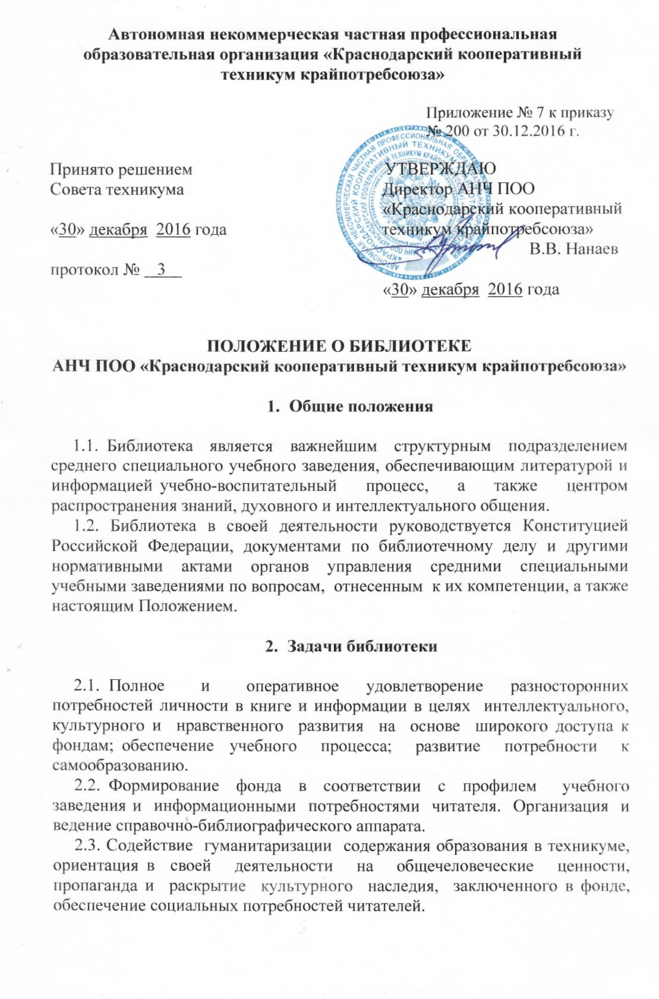 Автономная некоммерческая частная профессиональная
образовательная организация «Краснодарский кооперативный
техникум крайпотребсоюза»
Приложение № 7 к приказу
№ 200 от 30.12.2016 г.
Принято решением
Совета техникума
«30» декабря 2016 года
протокол № 3
УТВЕРЖДАЮ
Директор АНЧ ПОО
«Краснодарский кооперативный
техникум крайпотребсоюза»
В.В. Нанаев
«30» декабря 2016 года
ПОЛОЖЕНИЕ О БИБЛИОТЕКЕ
АНЧ ПОО «Краснодарский кооперативный техникум крайпотребсоюза»
1. Общие положения
1.1. Библиотека является важнейшим структурным подразделением
среднего специального учебного заведения, обеспечивающим литературой и
информацией учебно-воспитательный процесс, а также центром
распространения знаний, духовного и интеллектуального общения.
1.2. Библиотека в своей деятельности руководствуется Конституцией
Российской Федерации, документами по библиотечному делу и другими
нормативными актами органов управления средними специальными
учебными заведениями по вопросам, отнесенным к их компетенции, а также
настоящим Положением.
2. Задачи библиотеки
2.1. Полное и оперативное удовлетворение разносторонних
потребностей личности в книге и информации в целях интеллектуального,
культурного и нравственного развития на основе широкого доступа к
фондам; обеспечение учебного процесса; развитие потребности к
самообразованию.
2.2. Формирование фонда в соответствии с профилем учебного
заведения и информационными потребностями читателя. Организация и
ведение справочно-библиографического аппарата.
2.3. Содействие гуманитаризации содержания образования в техникуме,
ориентация в своей деятельности на общечеловеческие ценности,
пропаганда и раскрытие культурного наследия, заключенного в фонде,
обеспечение социальных потребностей читателей.